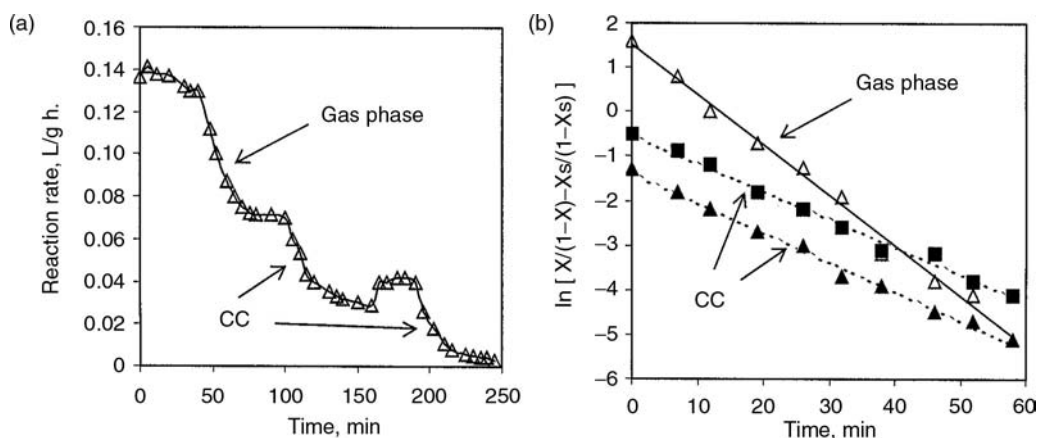 (a)
0.16
0.14
0.12
0.10
0.08
0.06
0.04
0.02
0
Reaction rate, L/g h.
Gas phase
CC
0 50 100 150 200 250
Time, min
(b)
2
1
0
−1
−2
−3
−4
−5
−6
ln [ X/(1−X)−Xs/(1−Xs) ]
Gas phase
CC
0 10 20 30 40 50 60
Time, min